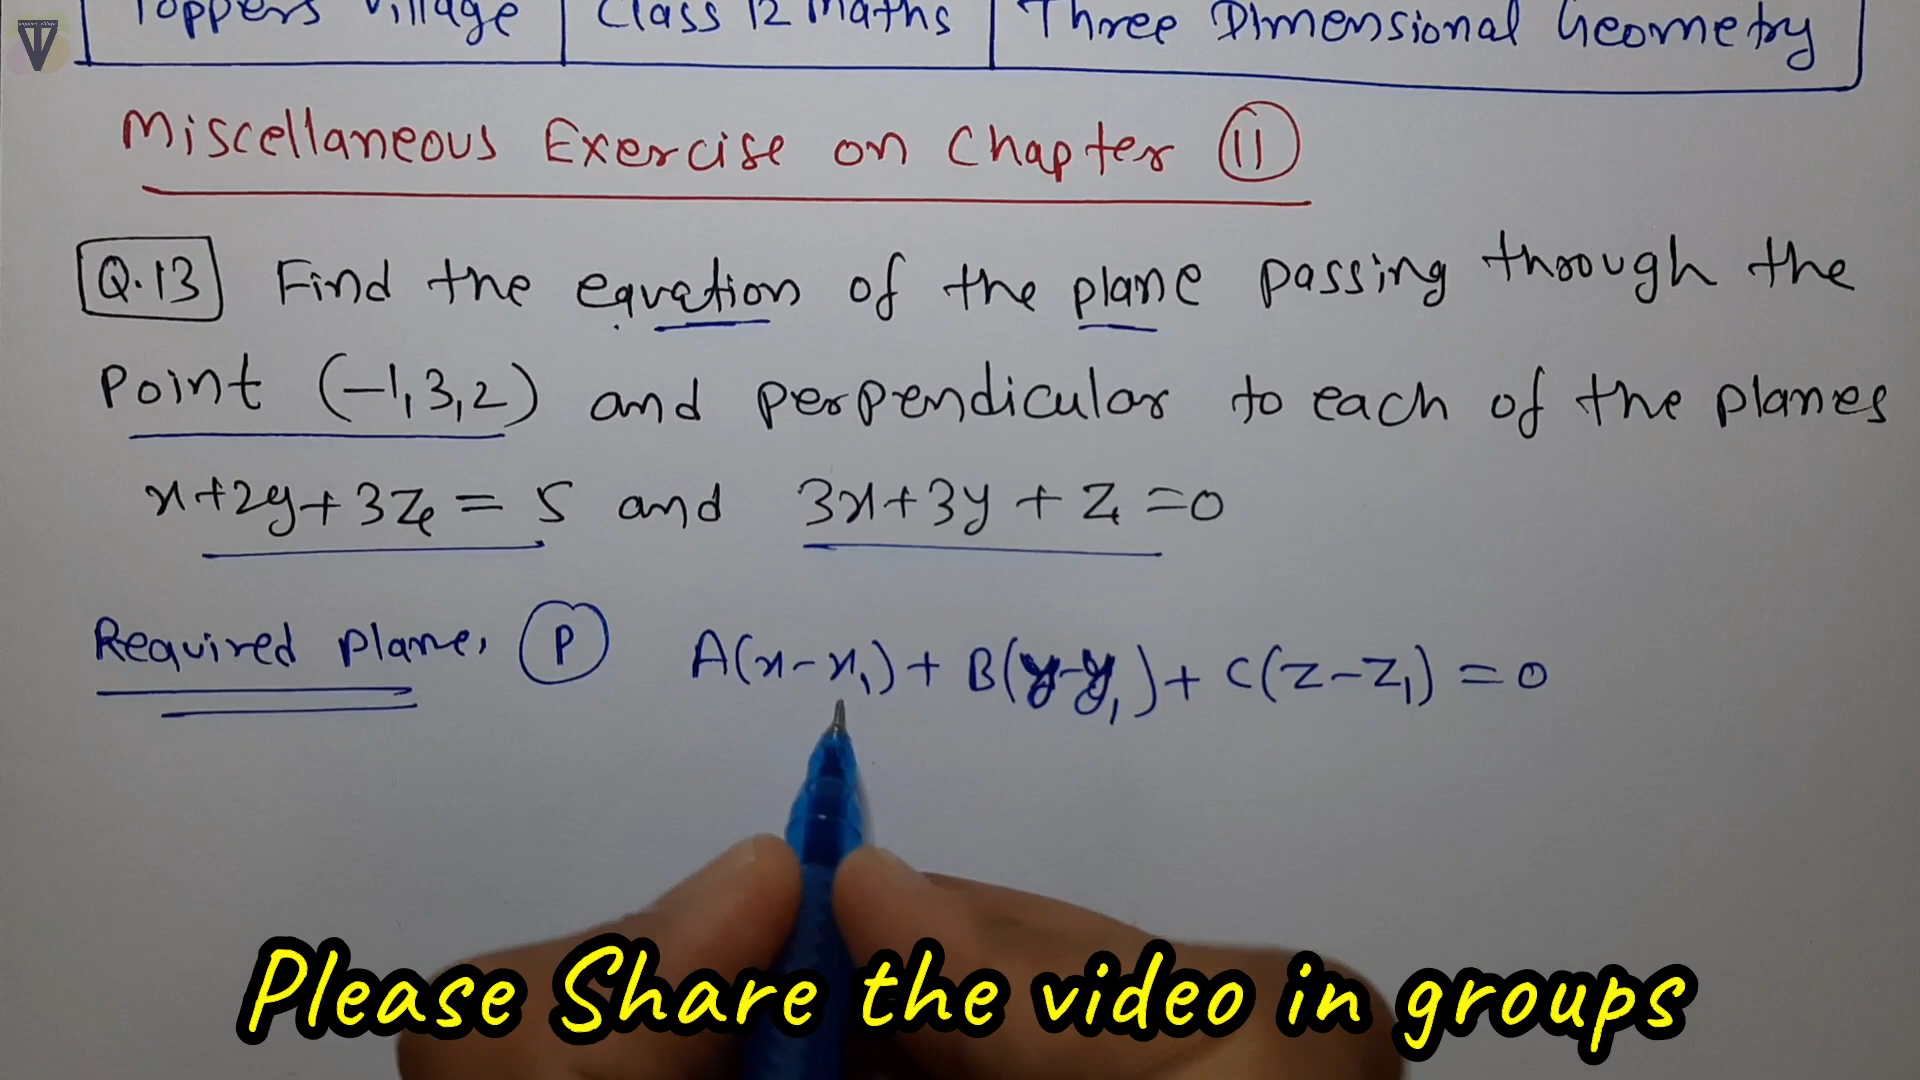 Toppers Village | Class 12 Maths | Three Dimensional Geometry
Miscellaneous Exercise on Chapter 11
Q.13 Find the equation of the plane passing through the
Point (-1,3,2) and perpendicular to each of the planes
x+2y+3z = 5 and 3x+3y+z=0
Required plane, P A(x-x₁)+B(y-y₁)+C(z-z₁)=0
Please Share the video in groups